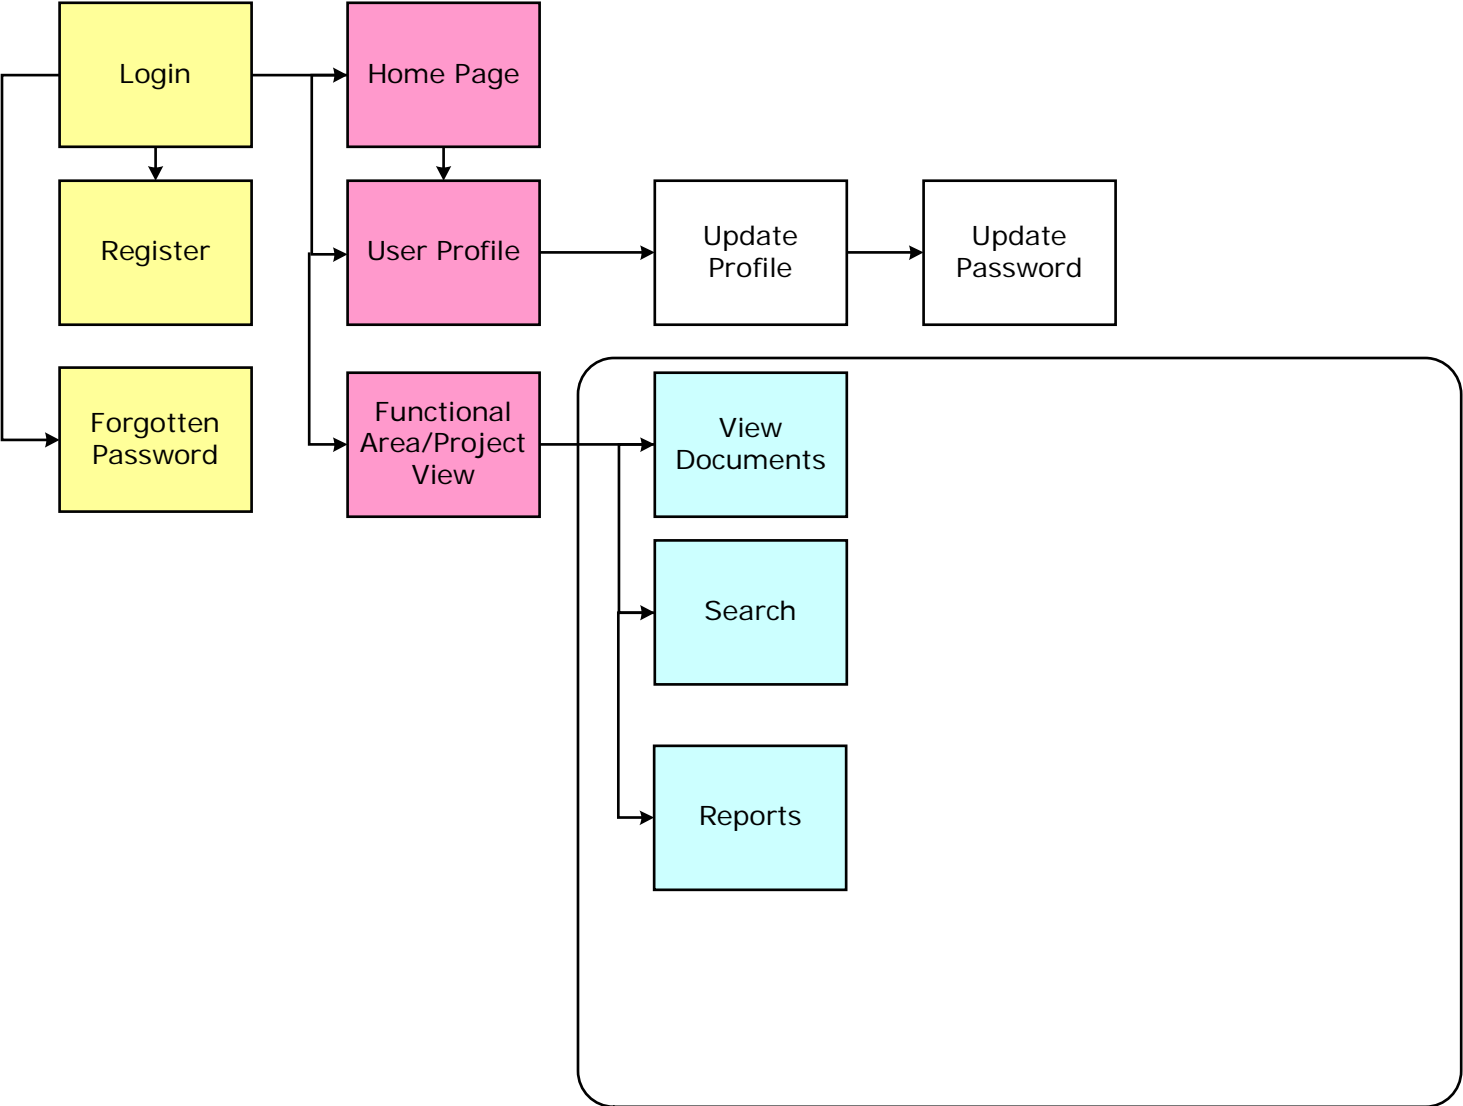 Login
Home Page
Register
User Profile
Update
Profile
Update
Password
Forgotten
Password
Functional
Area/Project
View
View
Documents
Search
Reports